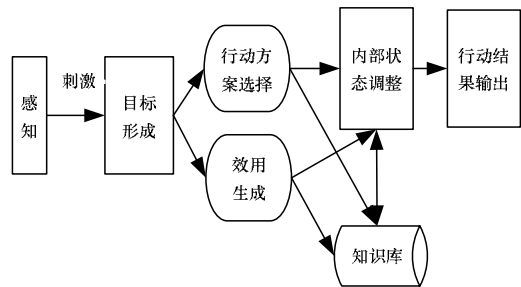 感
知
刺激
目标
形成
行动方
案选择
效用
生成
内部状
态调整
行动结
果输出
知识库